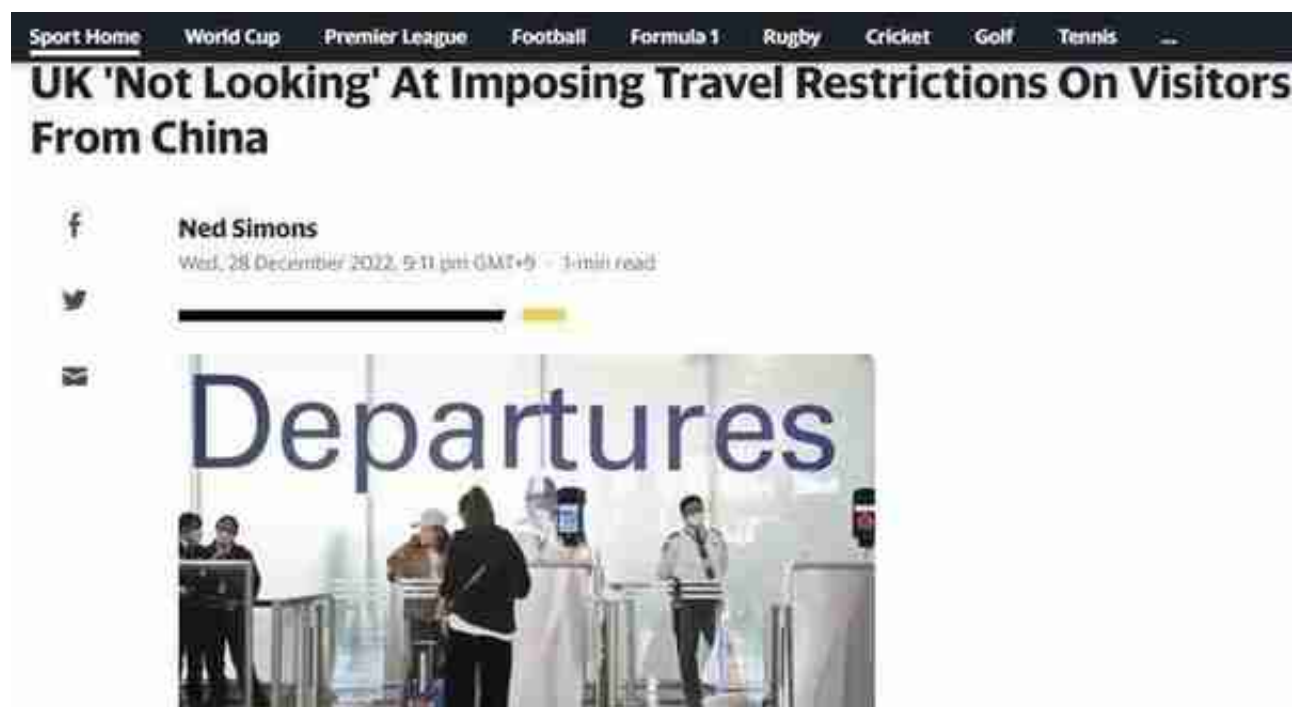 Sport Home World Cup Premier League Football Formula 1 Rugby Cricket Golf Tennis ...
UK 'Not Looking' At Imposing Travel Restrictions On Visitors
From China
Ned Simons
Wed, 28 December 2022, 9:11 pm GMT+9 · 1-min read
Departures